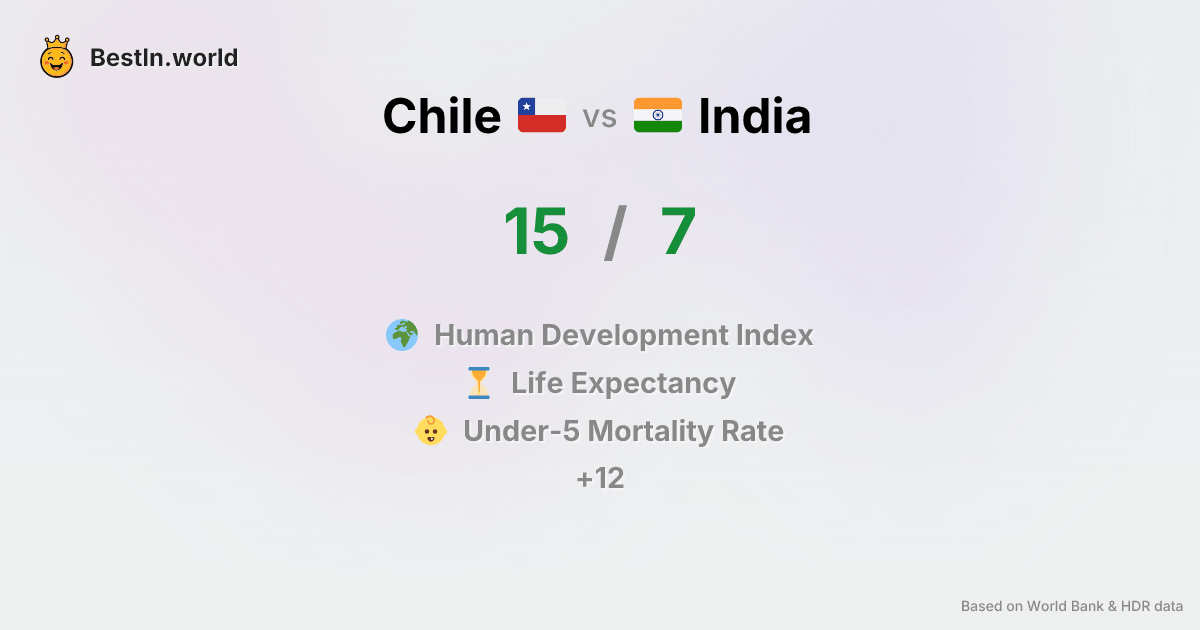 BestIn.world
Chile vs India
15 / 7
Human Development Index
Life Expectancy
Under-5 Mortality Rate
+12
Based on World Bank & HDR data